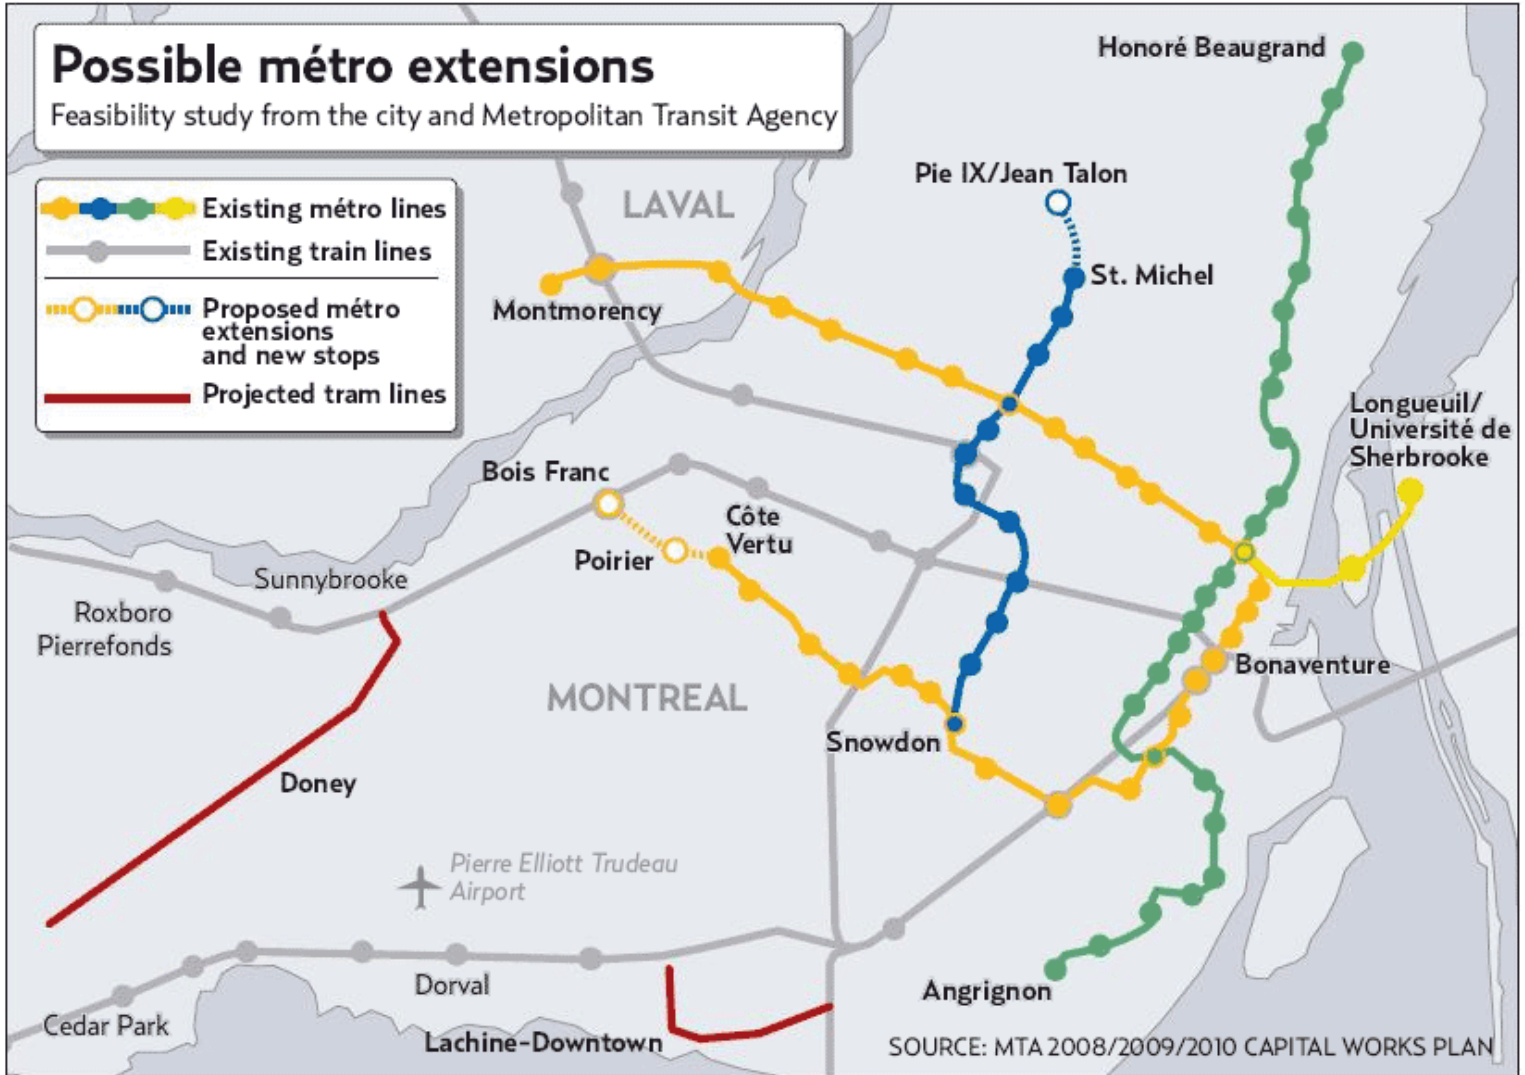 Possible métro extensions
Feasibility study from the city and Metropolitan Transit Agency
Existing métro lines
Existing train lines
Proposed métro
extensions
and new stops
Projected tram lines
Honoré Beaugrand
Pie IX/Jean Talon
LAVAL
St. Michel
Montmorency
Longueuil/
Université de
Sherbrooke
Bois Franc
Côte
Vertu
Poirier
Sunnybrooke
Roxboro
Pierrefonds
Bonaventure
MONTREAL
Snowdon
Doney
Pierre Elliott Trudeau
Airport
Dorval
Angrignon
Cedar Park
Lachine-Downtown
SOURCE: MTA 2008/2009/2010 CAPITAL WORKS PLAN